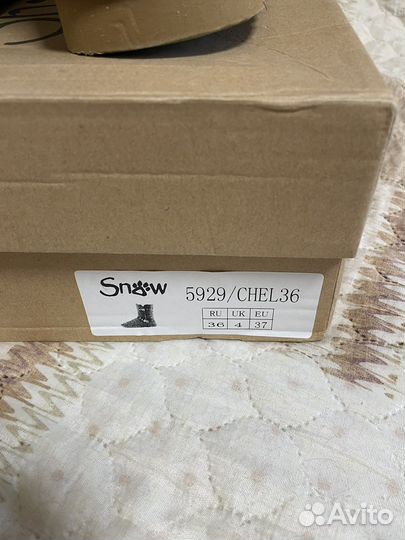 Snow
5929/CHEL36
RU UK EU
36 4 37
Avito